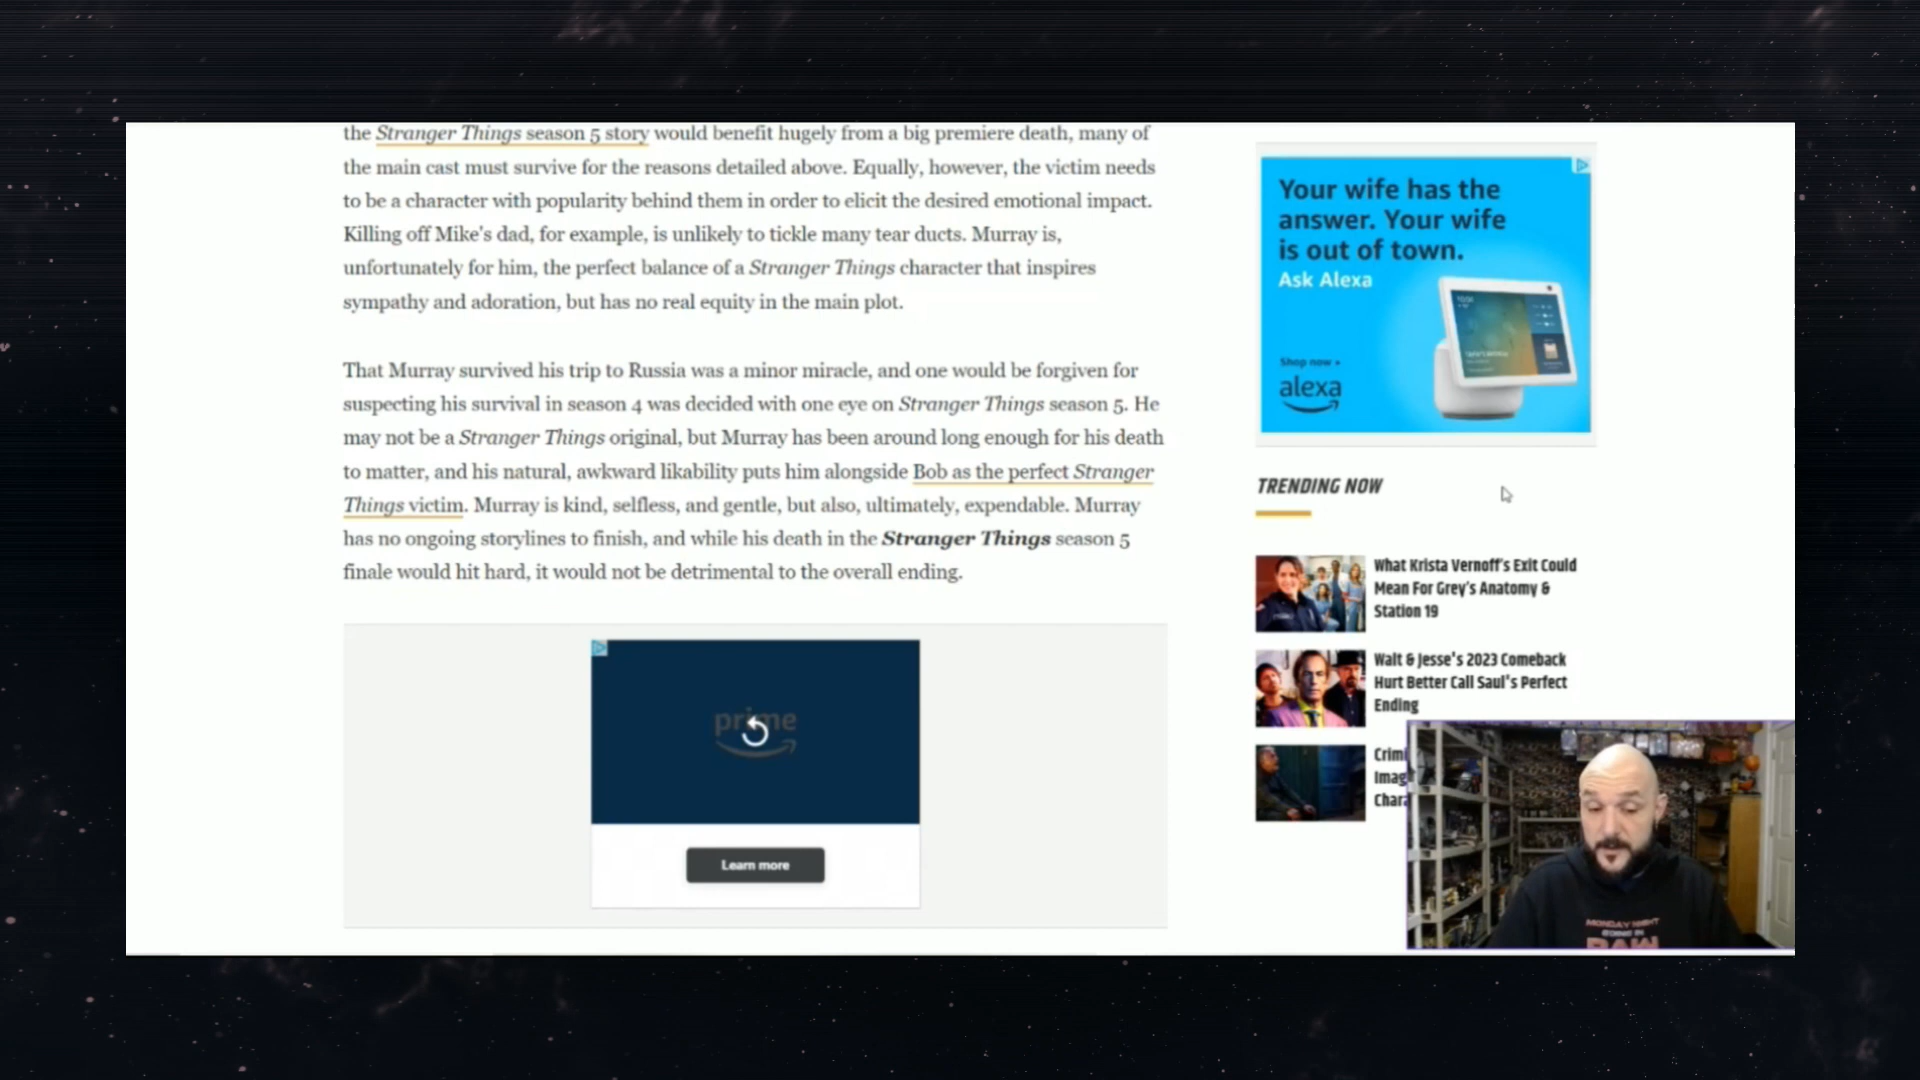 the Stranger Things season 5 story would benefit hugely from a big premiere death, many of
the main cast must survive for the reasons detailed above. Equally, however, the victim needs
to be a character with popularity behind them in order to elicit the desired emotional impact.
Killing off Mike's dad, for example, is unlikely to tickle many tear ducts. Murray is,
unfortunately for him, the perfect balance of a Stranger Things character that inspires
sympathy and adoration, but has no real equity in the main plot.
That Murray survived his trip to Russia was a minor miracle, and one would be forgiven for
suspecting his survival in season 4 was decided with one eye on Stranger Things season 5. He
may not be a Stranger Things original, but Murray has been around long enough for his death
to matter, and his natural, awkward likability puts him alongside Bob as the perfect Stranger
Things victim. Murray is kind, selfless, and gentle, but also, ultimately, expendable. Murray
has no ongoing storylines to finish, and while his death in the Stranger Things season 5
finale would hit hard, it would not be detrimental to the overall ending.
prime
Learn more
Your wife has the
answer. Your wife
is out of town.
Ask Alexa
Shop now
alexa
TRENDING NOW
What Krista Vernoff's Exit Could
Mean For Grey's Anatomy &
Station 19
Walt & Jesse's 2023 Comeback
Hurt Better Call Saul's Perfect
Ending
Crimi
Imag
Chara
MONDAY NIGHT
RAW